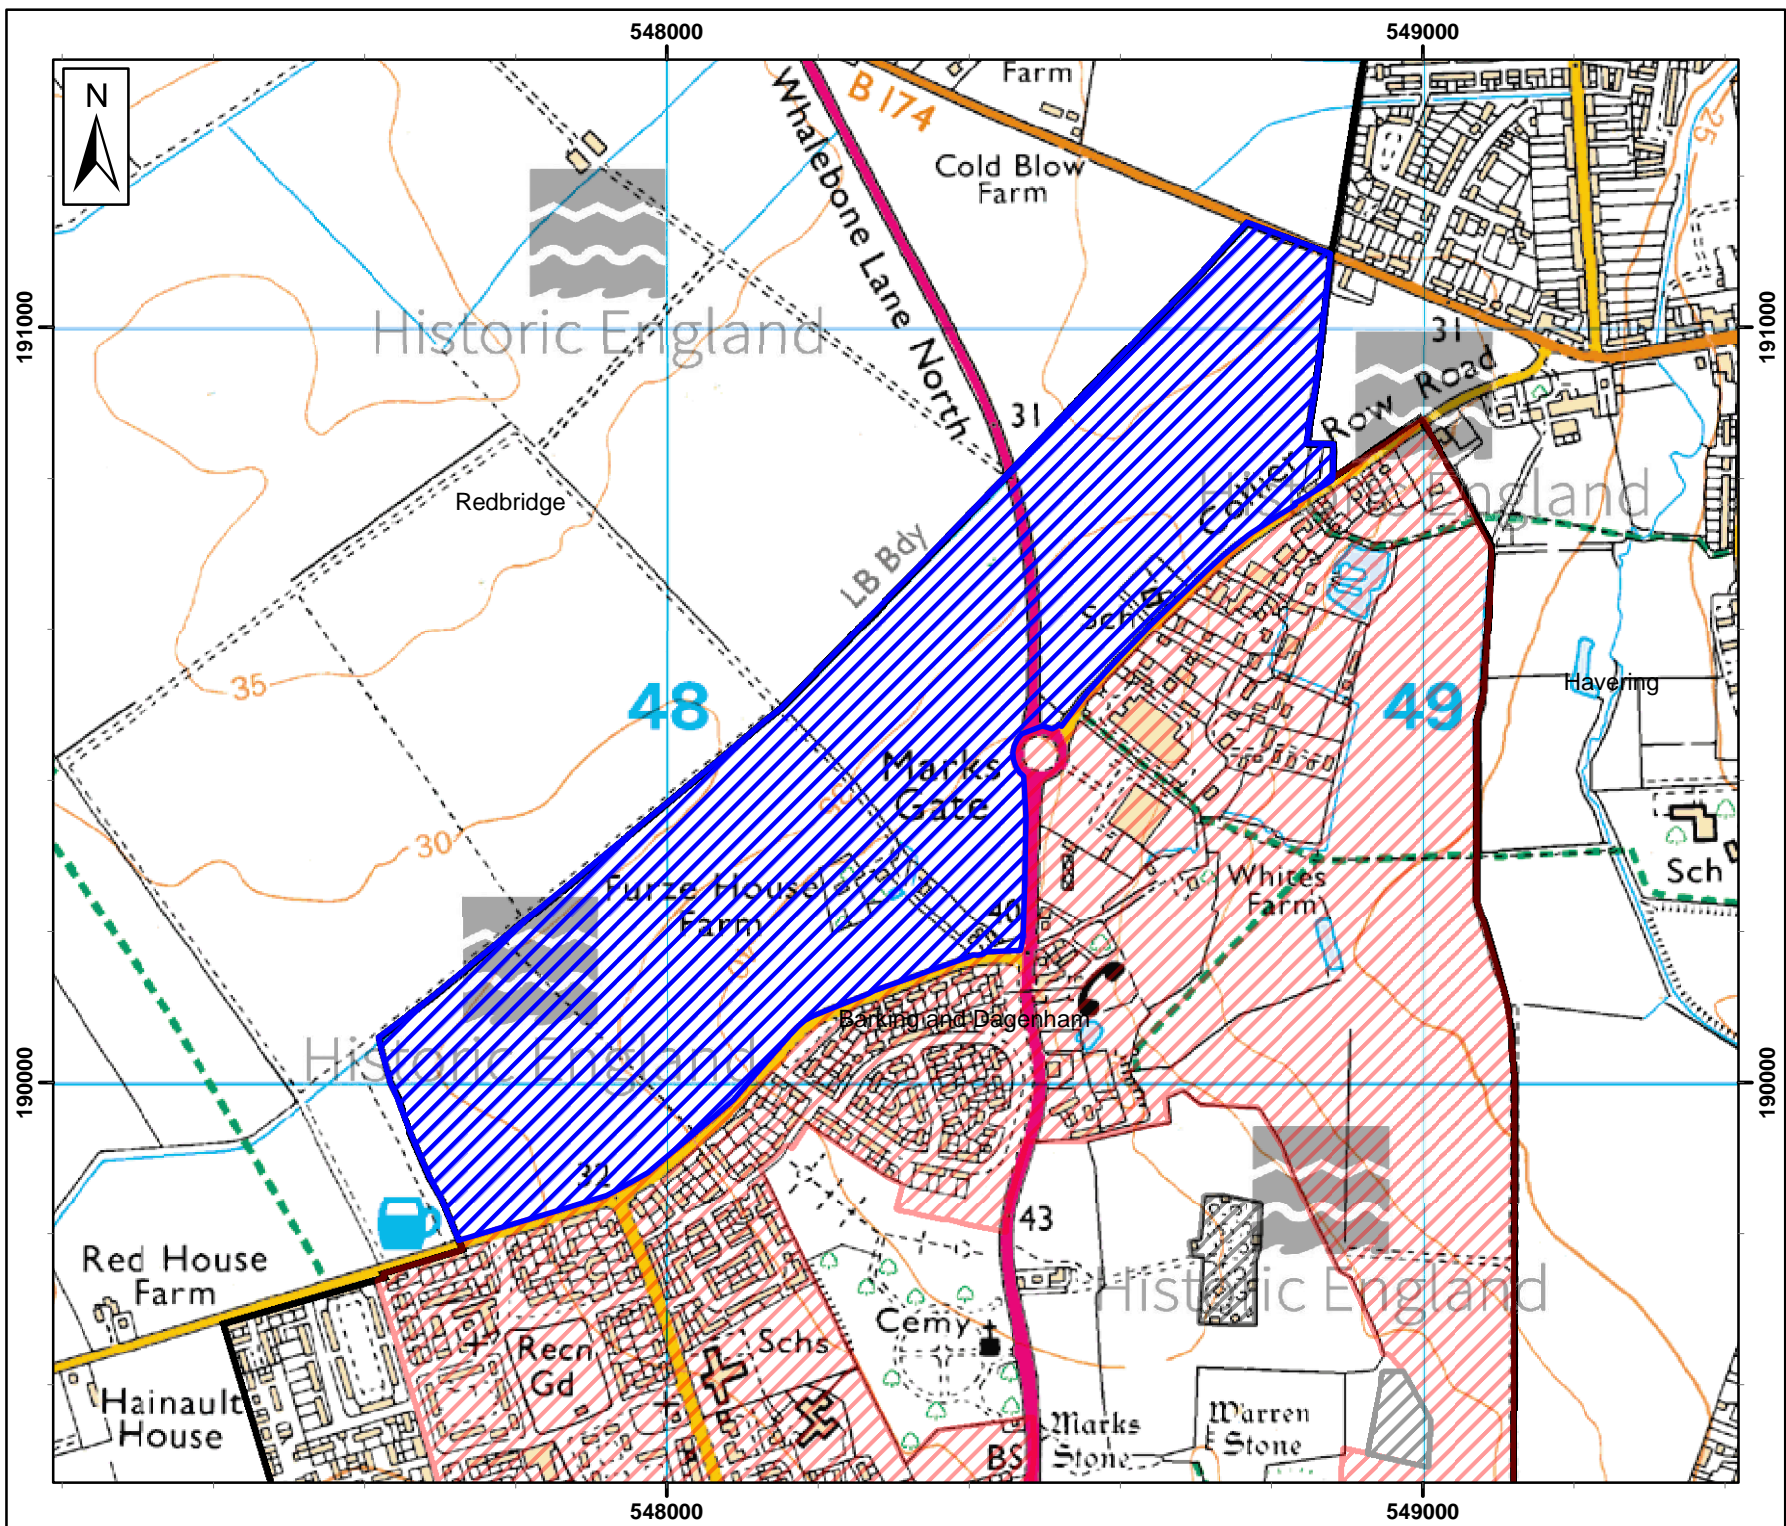 548000
549000
N
B 174
Farm
Cold Blow
Farm
25
Whalebone Lane North
191000
191000
Historic England
31
31
Collier Row Road
Historic England
Redbridge
LB Bdy
Sch
35
48
49
Havering
Marks
Gate
30
Furze House
Farm
40
Whites
Farm
Sch
Barking and Dagenham
Historic England
190000
190000
32
43
Red House
Farm
Historic England
Cemy
Schs
Recn
Gd
Hainault
House
Marks
Stone
Warren
Stone
BS
548000
549000